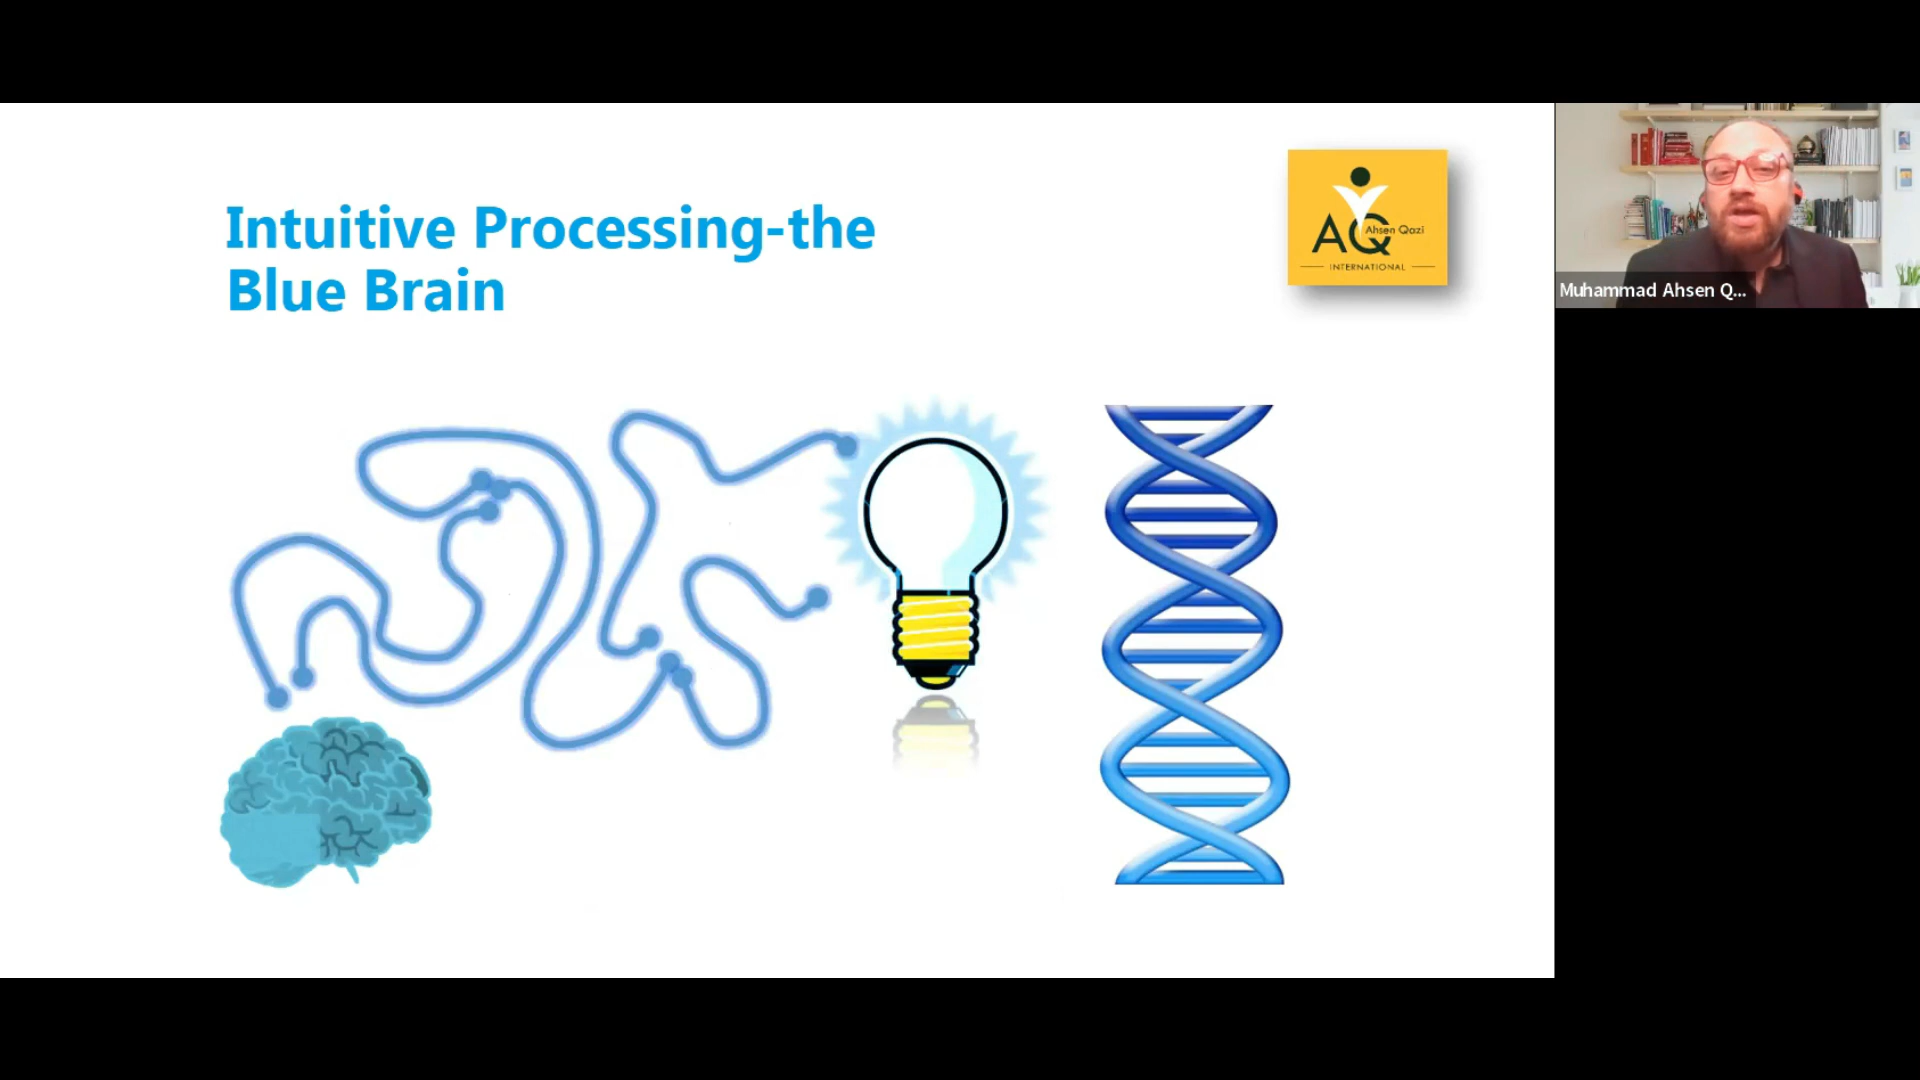 Intuitive Processing-the
Blue Brain
AQ
Ahsen Qazi
INTERNATIONAL
Muhammad Ahsen Q...